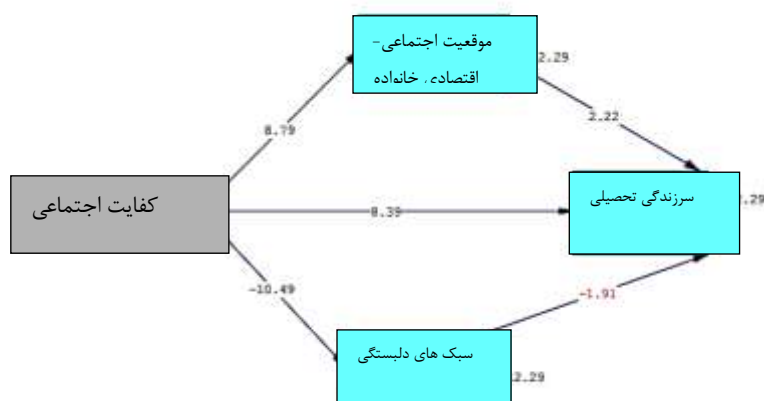 موقعیت اجتماعی-
اقتصادی خانواده
2.29
8.79
2.22
کفایت اجتماعی
8.39
سرزندگی تحصیلی
2.29
-10.49
-1.91
سبک های دلبستگی
2.29